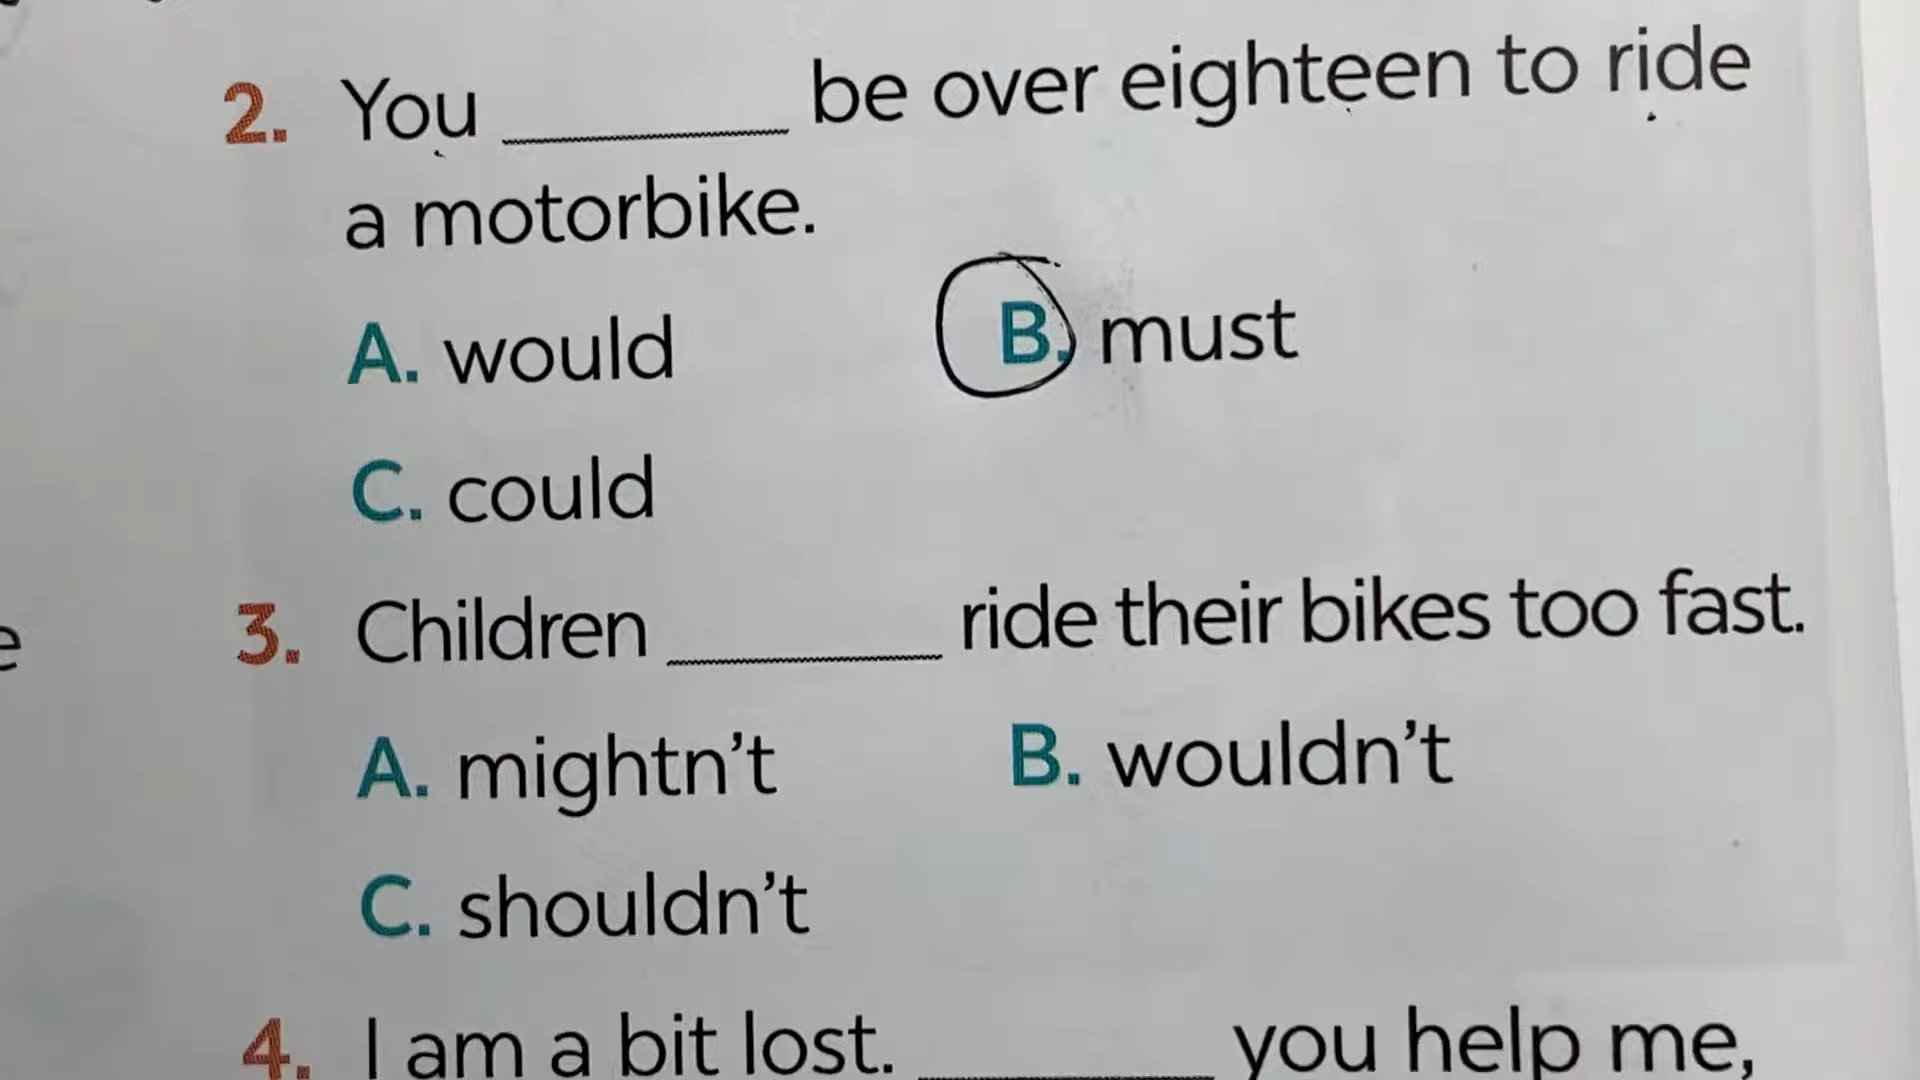 2. You ________ be over eighteen to ride
a motorbike.
A. would B. must
C. could
3. Children ________ ride their bikes too fast.
A. mightn't B. wouldn't
C. shouldn't
4. I am a bit lost. ________ you help me,